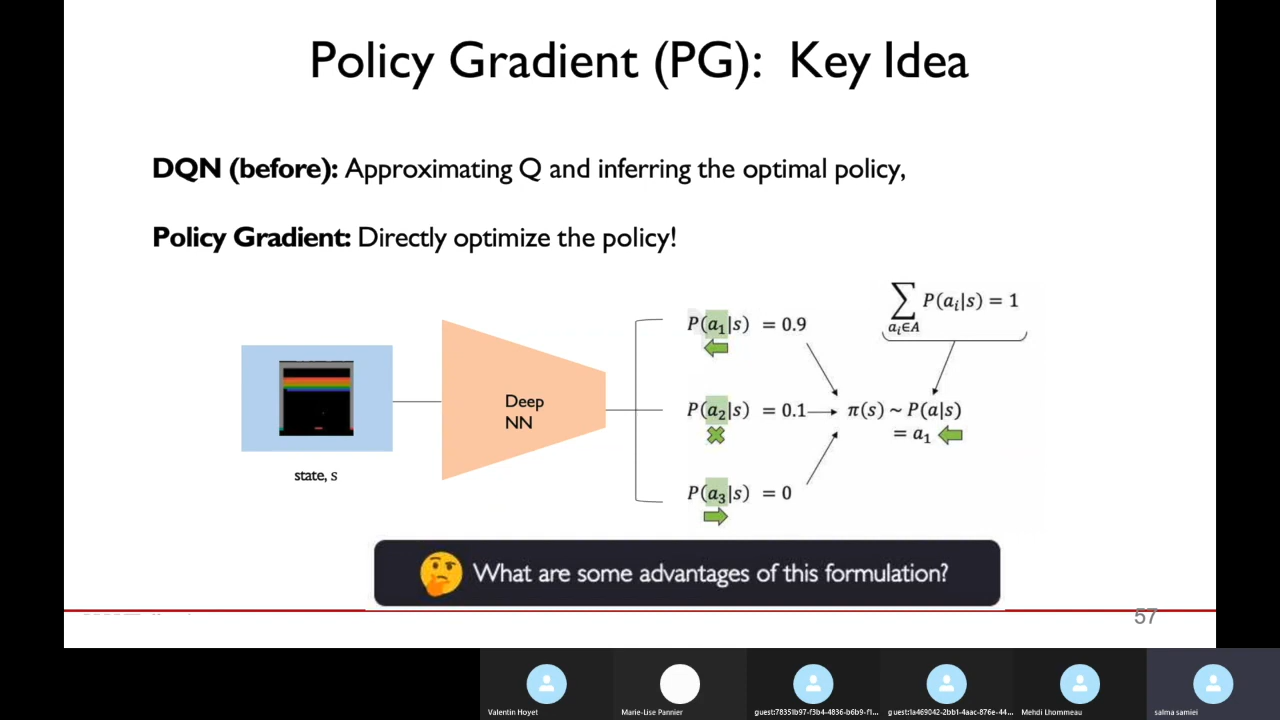 Policy Gradient (PG): Key Idea
DQN (before): Approximating Q and inferring the optimal policy,
Policy Gradient: Directly optimize the policy!
∑ P(aᵢ|s) = 1
aᵢ∈A
P(a₁|s) = 0.9
Deep
NN
P(a₂|s) = 0.1
π(s) ~ P(a|s)
= a₁
state, s
P(a₃|s) = 0
What are some advantages of this formulation?
57
Valentin Hoyet
Marie-Lise Pannier
guest:78351b97-f3b4-4836-b6b9-f1...
guest:1a469042-2bb1-4aac-876e-44...
Mehdi Lhommeau
salma samiei